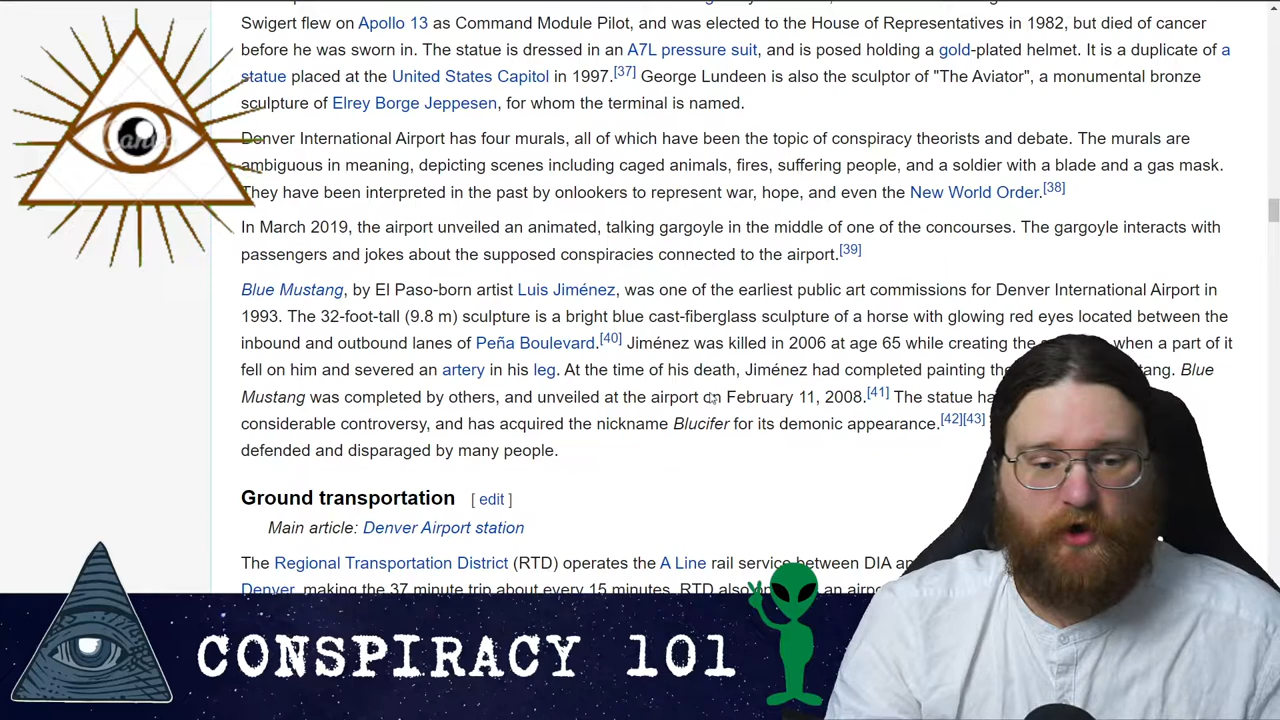 Swigert flew on Apollo 13 as Command Module Pilot, and was elected to the House of Representatives in 1982, but died of cancer
before he was sworn in. The statue is dressed in an A7L pressure suit, and is posed holding a gold-plated helmet. It is a duplicate of a
statue placed at the United States Capitol in 1997.[37] George Lundeen is also the sculptor of "The Aviator", a monumental bronze
sculpture of Elrey Borge Jeppesen, for whom the terminal is named.
Canva
Denver International Airport has four murals, all of which have been the topic of conspiracy theorists and debate. The murals are
ambiguous in meaning, depicting scenes including caged animals, fires, suffering people, and a soldier with a blade and a gas mask.
They have been interpreted in the past by onlookers to represent war, hope, and even the New World Order.[38]
In March 2019, the airport unveiled an animated, talking gargoyle in the middle of one of the concourses. The gargoyle interacts with
passengers and jokes about the supposed conspiracies connected to the airport.[39]
Blue Mustang, by El Paso-born artist Luis Jiménez, was one of the earliest public art commissions for Denver International Airport in
1993. The 32-foot-tall (9.8 m) sculpture is a bright blue cast-fiberglass sculpture of a horse with glowing red eyes located between the
inbound and outbound lanes of Peña Boulevard.[40] Jiménez was killed in 2006 at age 65 while creating the when a part of it
fell on him and severed an artery in his leg. At the time of his death, Jiménez had completed painting the Blue
Mustang was completed by others, and unveiled at the airport on February 11, 2008.[41] The statue
considerable controversy, and has acquired the nickname Blucifer for its demonic appearance.[42][43]
defended and disparaged by many people.
Ground transportation [ edit ]
Main article: Denver Airport station
The Regional Transportation District (RTD) operates the A Line rail service between DIA
Denver, making the 37 minute trip about every 15 minutes. RTD an
CONSPIRACY 101